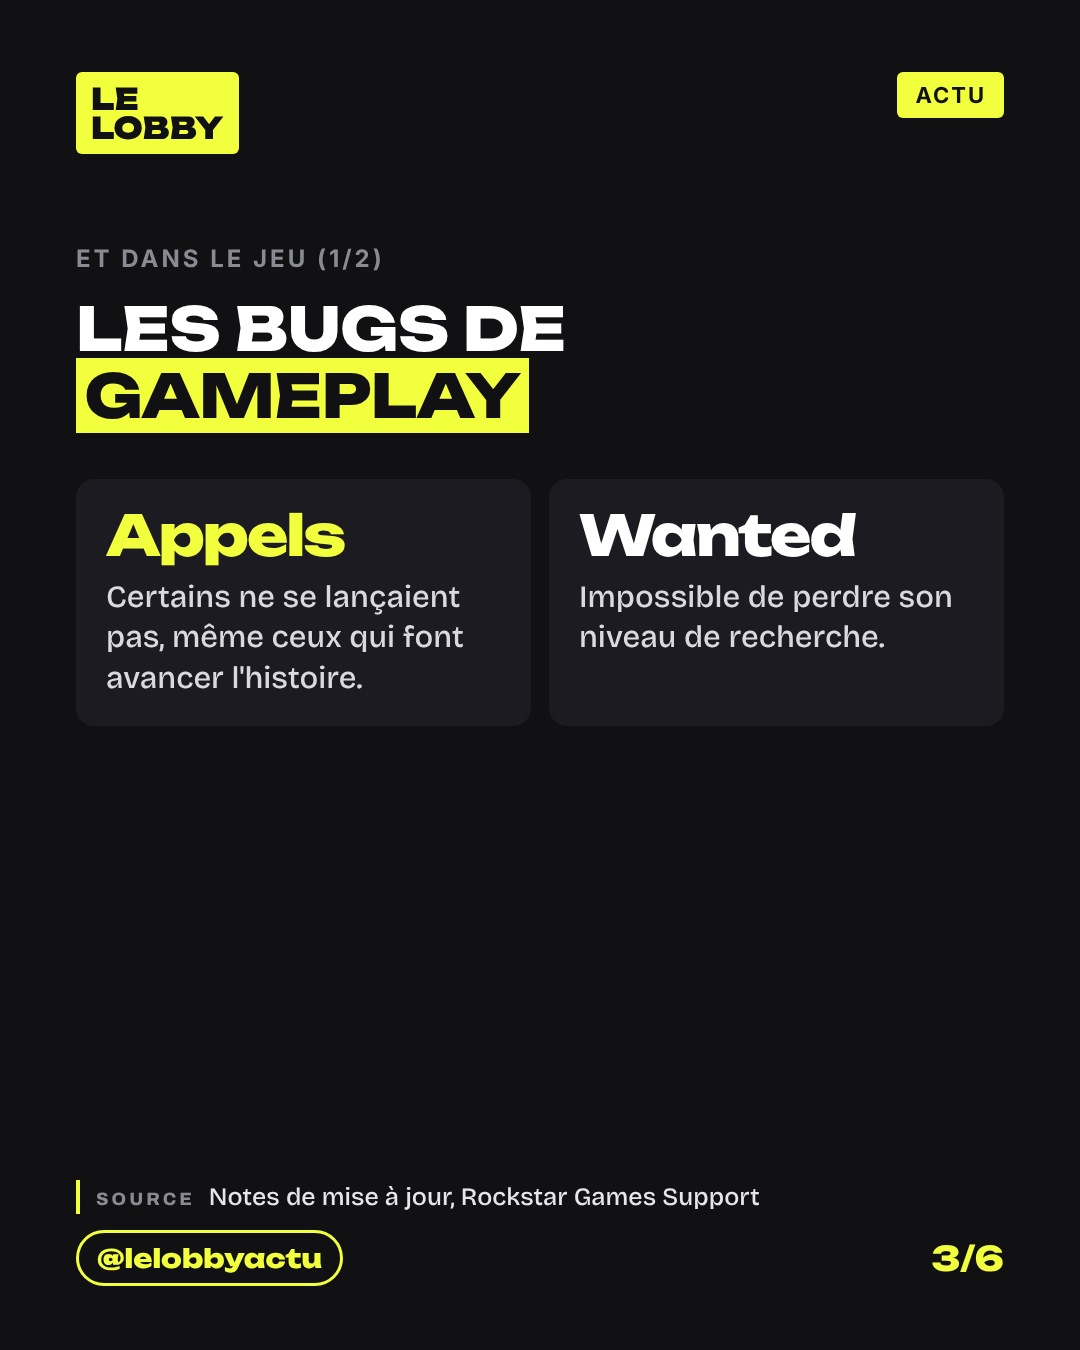 LE
LOBBY
ACTU
ET DANS LE JEU (1/2)
LES BUGS DE
GAMEPLAY
Appels
Certains ne se lançaient
pas, même ceux qui font
avancer l'histoire.
Wanted
Impossible de perdre son
niveau de recherche.
SOURCE Notes de mise à jour, Rockstar Games Support
@lelobbyactu
3/6